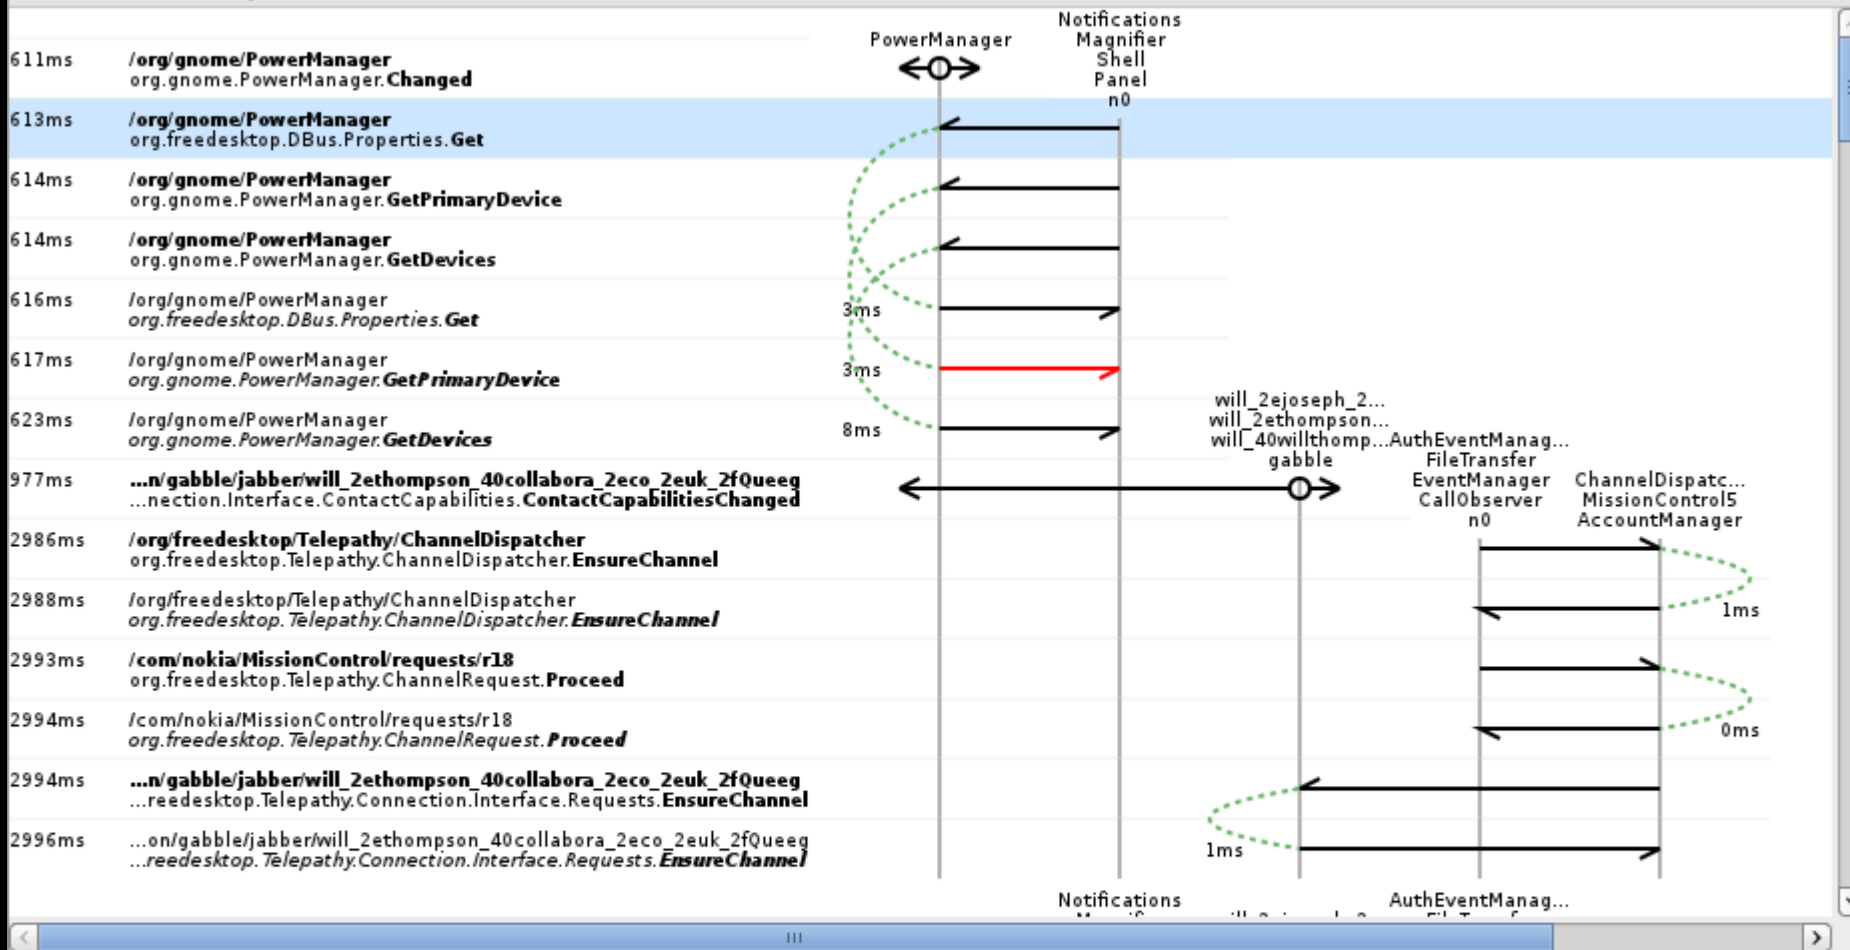 Notifications
PowerManager
Magnifier
Shell
Panel
n0
611ms
/org/gnome/PowerManager
org.gnome.PowerManager.Changed
613ms
/org/gnome/PowerManager
org.freedesktop.DBus.Properties.Get
614ms
/org/gnome/PowerManager
org.gnome.PowerManager.GetPrimaryDevice
614ms
/org/gnome/PowerManager
org.gnome.PowerManager.GetDevices
616ms
/org/gnome/PowerManager
org.freedesktop.DBus.Properties.Get
3ms
617ms
/org/gnome/PowerManager
org.gnome.PowerManager.GetPrimaryDevice
3ms
623ms
/org/gnome/PowerManager
org.gnome.PowerManager.GetDevices
8ms
will_2ejoseph_2...
will_2ethompson...
will_40willthomp...
gabble
AuthEventManag...
FileTransfer
EventManager
CallObserver
n0
ChannelDispatc...
MissionControl5
AccountManager
977ms
...n/gabble/jabber/will_2ethompson_40collabora_2eco_2euk_2fQueeg
...nection.Interface.ContactCapabilities.ContactCapabilitiesChanged
2986ms
/org/freedesktop/Telepathy/ChannelDispatcher
org.freedesktop.Telepathy.ChannelDispatcher.EnsureChannel
2988ms
/org/freedesktop/Telepathy/ChannelDispatcher
org.freedesktop.Telepathy.ChannelDispatcher.EnsureChannel
1ms
2993ms
/com/nokia/MissionControl/requests/r18
org.freedesktop.Telepathy.ChannelRequest.Proceed
2994ms
/com/nokia/MissionControl/requests/r18
org.freedesktop.Telepathy.ChannelRequest.Proceed
0ms
2994ms
...n/gabble/jabber/will_2ethompson_40collabora_2eco_2euk_2fQueeg
...reedesktop.Telepathy.Connection.Interface.Requests.EnsureChannel
2996ms
...on/gabble/jabber/will_2ethompson_40collabora_2eco_2euk_2fQueeg
...reedesktop.Telepathy.Connection.Interface.Requests.EnsureChannel
1ms
Notifications
AuthEventManag...